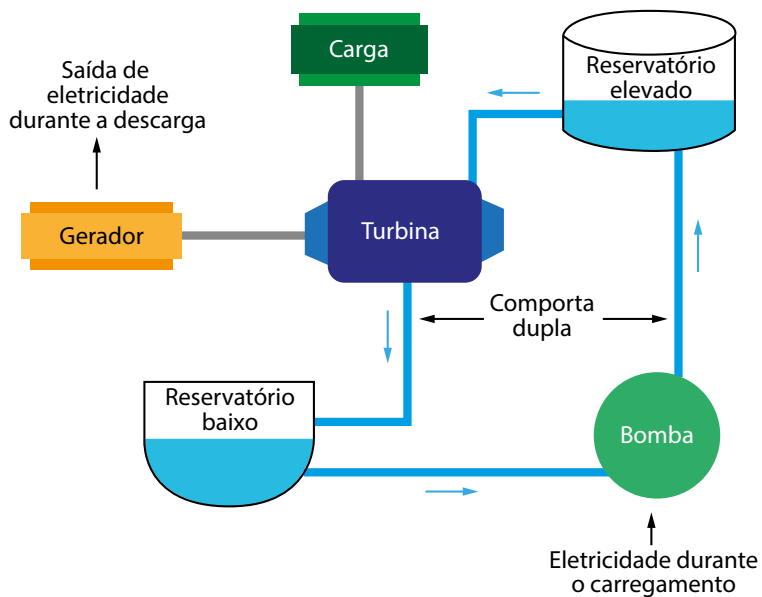 Carga
Saída de
eletricidade
durante a descarga
Reservatório
elevado
Gerador
Turbina
Comporta
dupla
Reservatório
baixo
Bomba
Eletricidade durante
o carregamento